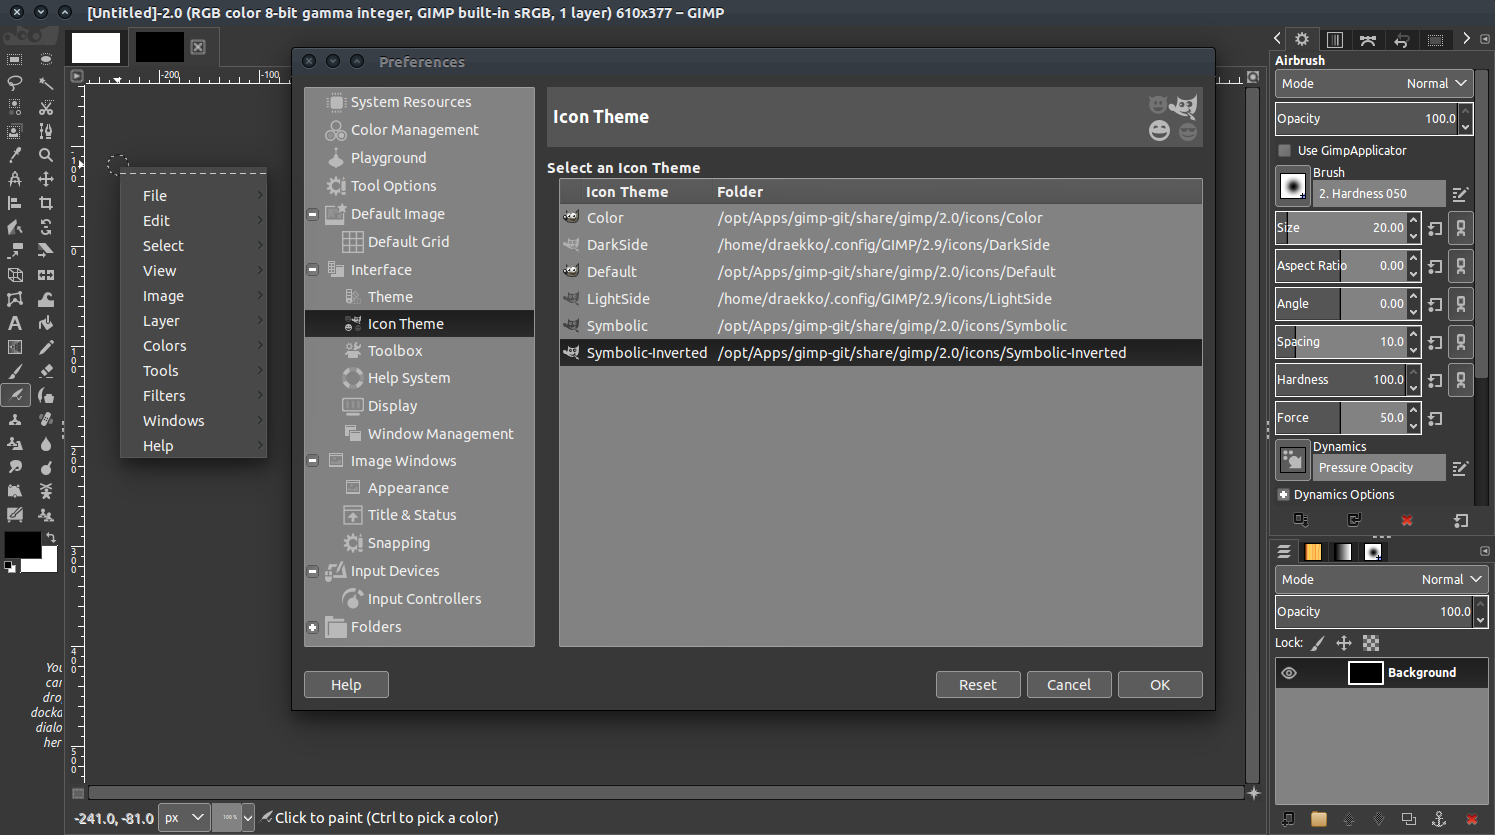 [Untitled]-2.0 (RGB color 8-bit gamma integer, GIMP built-in sRGB, 1 layer) 610x377 – GIMP
-200
-100
100
0
100
200
300
400
500
File
Edit
Select
View
Image
Layer
Colors
Tools
Filters
Windows
Help
You
can
dro
docka
dialo
her
Preferences
System Resources
Color Management
Playground
Tool Options
Default Image
Default Grid
Interface
Theme
Icon Theme
Toolbox
Help System
Display
Window Management
Image Windows
Appearance
Title & Status
Snapping
Input Devices
Input Controllers
Folders
Icon Theme
Select an Icon Theme
Icon Theme Folder
Color /opt/Apps/gimp-git/share/gimp/2.0/icons/Color
DarkSide /home/draekko/.config/GIMP/2.9/icons/DarkSide
Default /opt/Apps/gimp-git/share/gimp/2.0/icons/Default
LightSide /home/draekko/.config/GIMP/2.9/icons/LightSide
Symbolic /opt/Apps/gimp-git/share/gimp/2.0/icons/Symbolic
Symbolic-Inverted /opt/Apps/gimp-git/share/gimp/2.0/icons/Symbolic-Inverted
Help
Reset
Cancel
OK
Airbrush
Mode Normal
Opacity 100.0
Use GimpApplicator
Brush
2. Hardness 050
Size 20.00
Aspect Ratio 0.00
Angle 0.00
Spacing 10.0
Hardness 100.0
Force 50.0
Dynamics
Pressure Opacity
Dynamics Options
Mode Normal
Opacity 100.0
Lock:
Background
-241.0, -81.0 px 100 % Click to paint (Ctrl to pick a color)